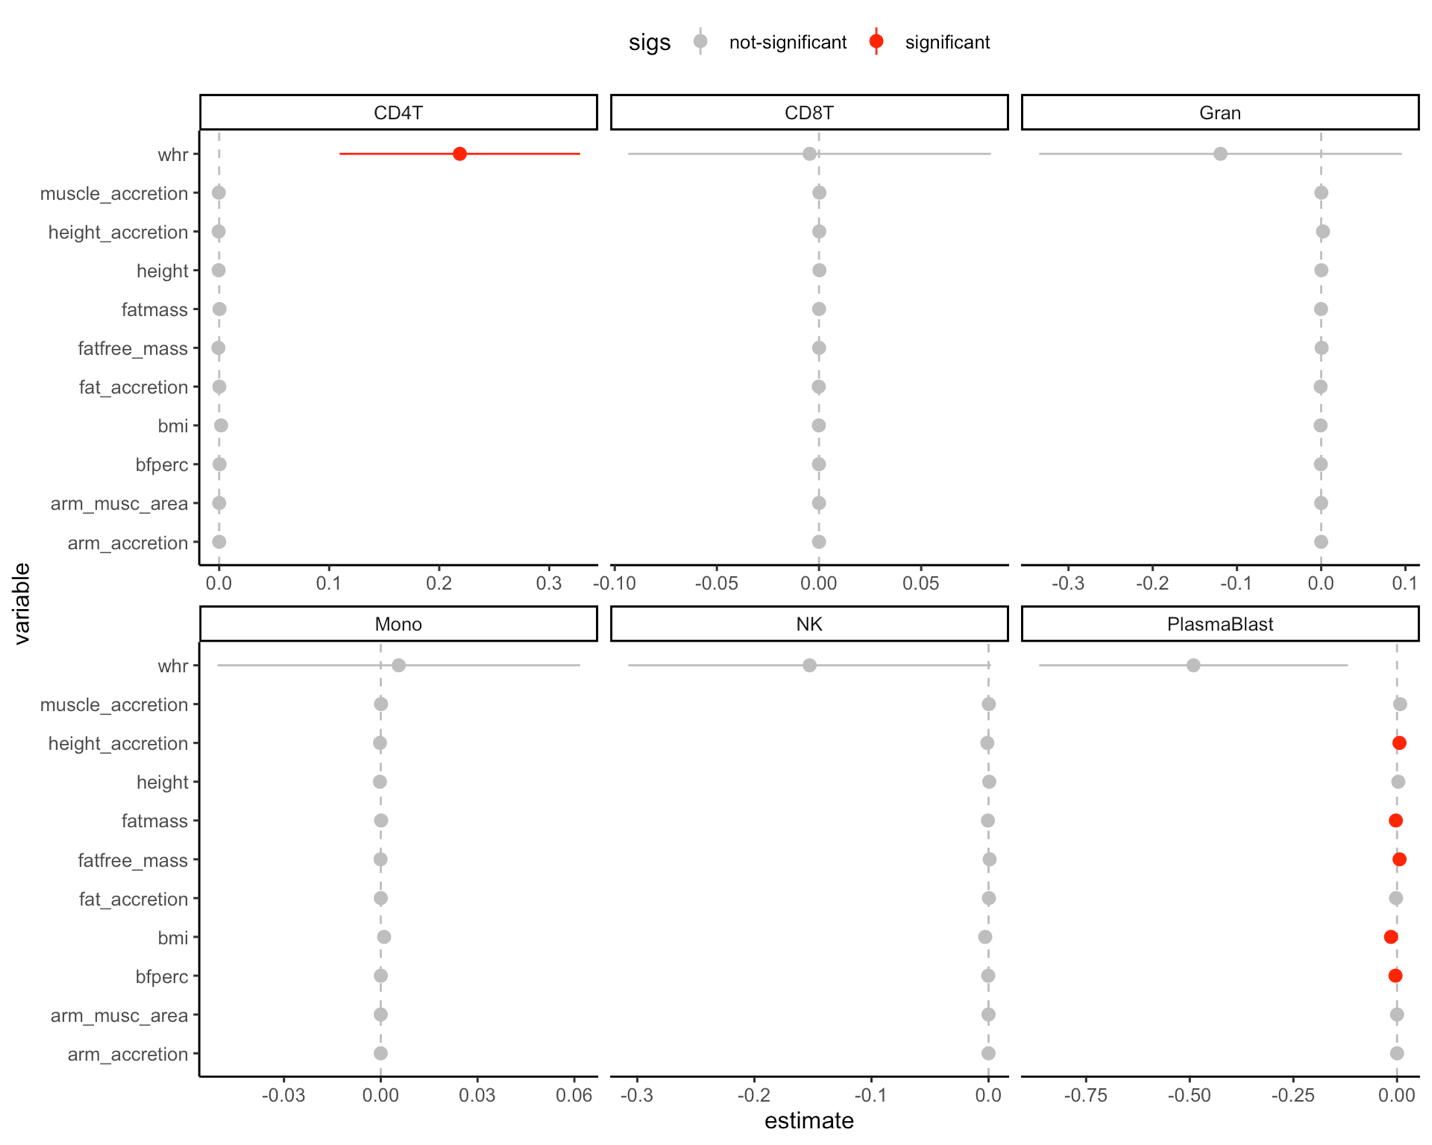 sigs not-significant significant
CD4T CD8T Gran
whr
muscle_accretion
height_accretion
height
fatmass
fatfree_mass
fat_accretion
bmi
bfperc
arm_musc_area
arm_accretion
0.0 0.1 0.2 0.3 -0.10 -0.05 0.00 0.05 -0.3 -0.2 -0.1 0.0 0.1
variable
Mono NK PlasmaBlast
whr
muscle_accretion
height_accretion
height
fatmass
fatfree_mass
fat_accretion
bmi
bfperc
arm_musc_area
arm_accretion
-0.03 0.00 0.03 0.06 -0.3 -0.2 -0.1 0.0 -0.75 -0.50 -0.25 0.00
estimate